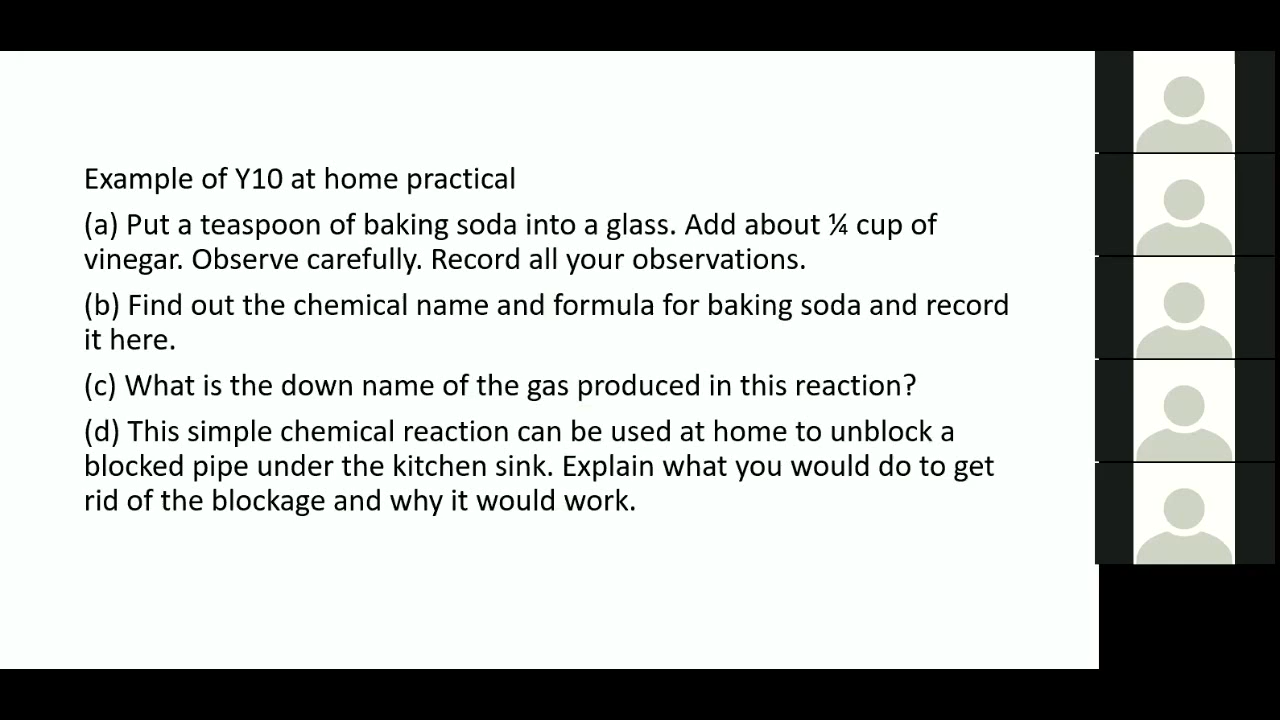 Example of Y10 at home practical
(a) Put a teaspoon of baking soda into a glass. Add about ¼ cup of
vinegar. Observe carefully. Record all your observations.
(b) Find out the chemical name and formula for baking soda and record
it here.
(c) What is the down name of the gas produced in this reaction?
(d) This simple chemical reaction can be used at home to unblock a
blocked pipe under the kitchen sink. Explain what you would do to get
rid of the blockage and why it would work.